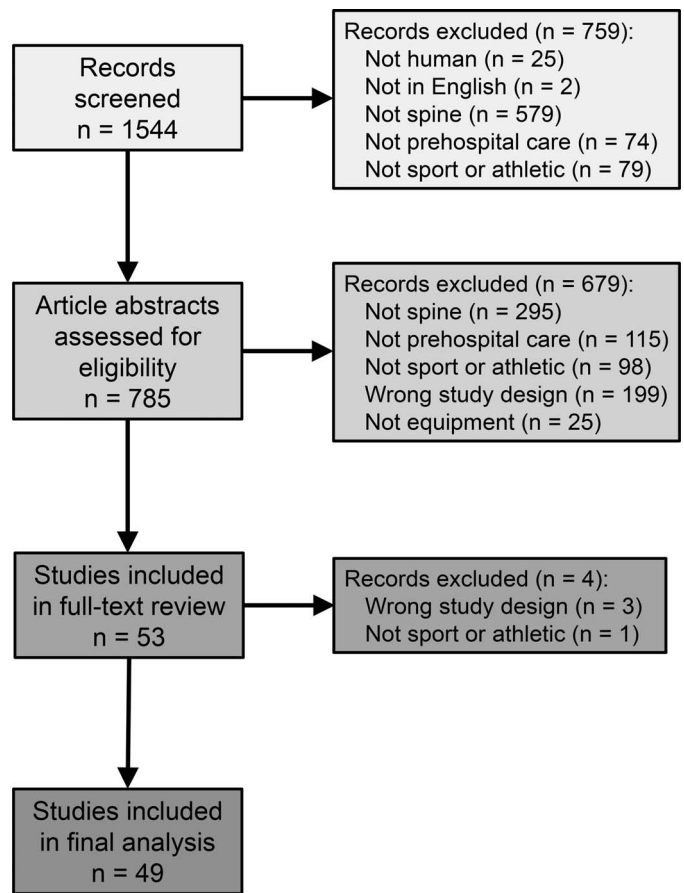 Records
screened
n = 1544
Records excluded (n = 759):
Not human (n = 25)
Not in English (n = 2)
Not spine (n = 579)
Not prehospital care (n = 74)
Not sport or athletic (n = 79)
Article abstracts
assessed for
eligibility
n = 785
Records excluded (n = 679):
Not spine (n = 295)
Not prehospital care (n = 115)
Not sport or athletic (n = 98)
Wrong study design (n = 199)
Not equipment (n = 25)
Studies included
in full-text review
n = 53
Records excluded (n = 4):
Wrong study design (n = 3)
Not sport or athletic (n = 1)
Studies included
in final analysis
n = 49